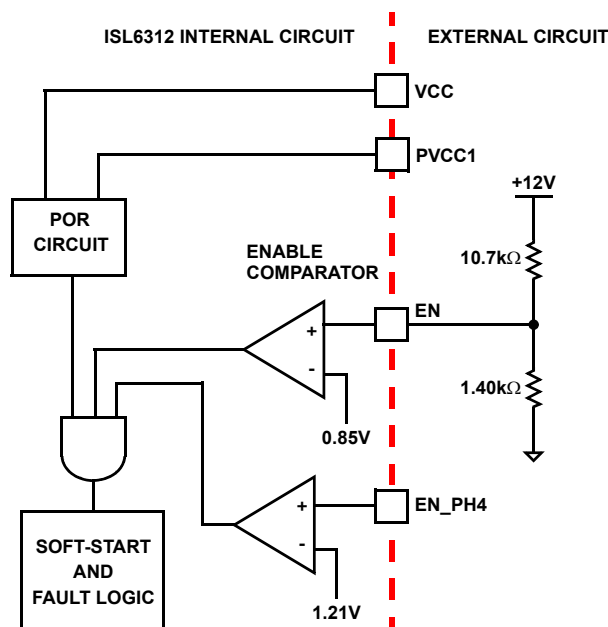 ISL6312 INTERNAL CIRCUIT
EXTERNAL CIRCUIT
VCC
PVCC1
+12V
POR
CIRCUIT
10.7kΩ
ENABLE
COMPARATOR
EN
+
-
1.40kΩ
0.85V
EN_PH4
+
-
SOFT-START
AND
FAULT LOGIC
1.21V